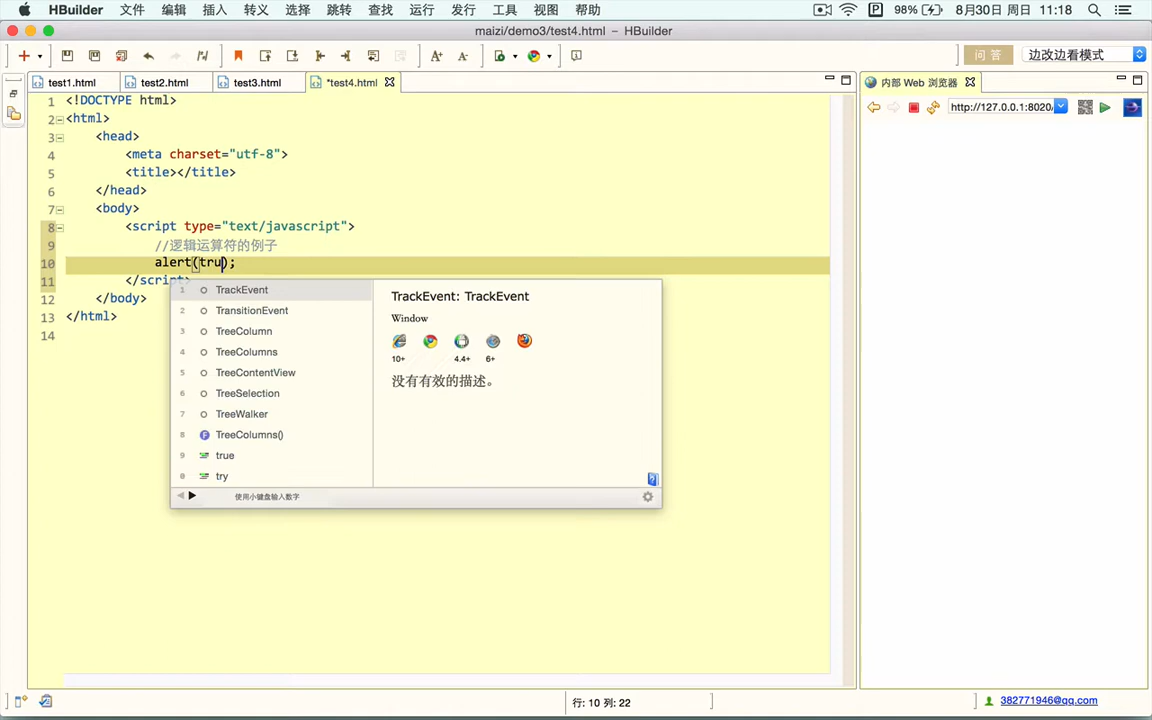 HBuilder 文件 编辑 插入 转义 选择 跳转 查找 运行 发行 工具 视图 帮助 98% 8月30日 周日 11:18
maizi/demo3/test4.html – HBuilder
问 答 边改边看模式
test1.html test2.html test3.html *test4.html
内部 Web 浏览器
http://127.0.0.1:8020/
1 <!DOCTYPE html>
2 <html>
3 <head>
4 <meta charset="utf-8">
5 <title></title>
6 </head>
7 <body>
8 <script type="text/javascript">
9 //逻辑运算符的例子
10 alert(tru);
11 </script>
12 </body>
13 </html>
14
1 TrackEvent
2 TransitionEvent
3 TreeColumn
4 TreeColumns
5 TreeContentView
6 TreeSelection
7 TreeWalker
8 F TreeColumns()
9 true
0 try
使用小键盘输入数字
TrackEvent: TrackEvent
Window
10+ 4.4+ 6+
没有有效的描述。
行: 10 列: 22
382771946@qq.com